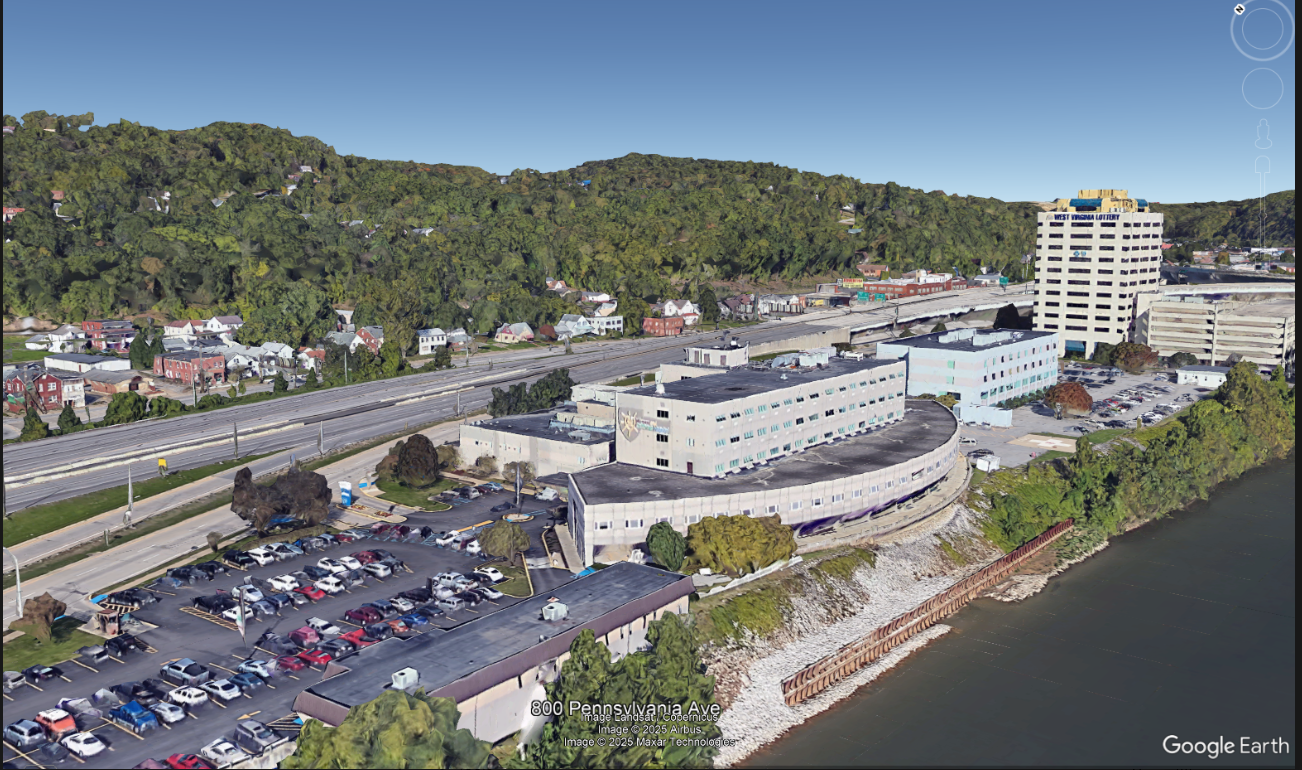 WEST VIRGINIA LOTTERY
800 Pennsylvania Ave
Image Landsat / Copernicus
Image © 2025 Airbus
Image © 2025 Maxar Technologies
Google Earth